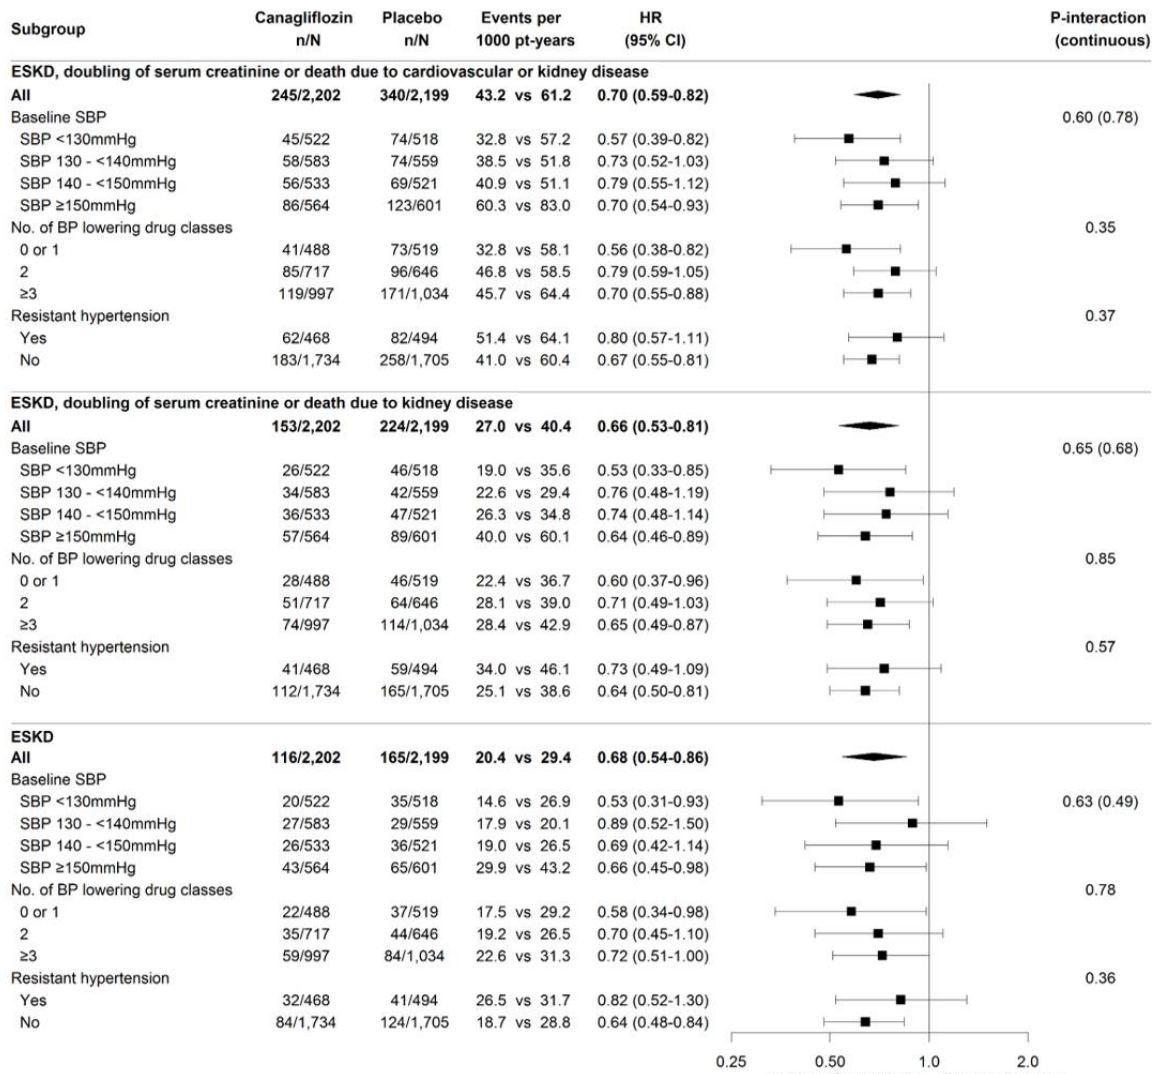 Subgroup Canagliflozin n/N Placebo n/N Events per 1000 pt-years HR (95% CI) P-interaction (continuous)
ESKD, doubling of serum creatinine or death due to cardiovascular or kidney disease
All 245/2,202 340/2,199 43.2 vs 61.2 0.70 (0.59-0.82)
Baseline SBP 0.60 (0.78)
SBP <130mmHg 45/522 74/518 32.8 vs 57.2 0.57 (0.39-0.82)
SBP 130 - <140mmHg 58/583 74/559 38.5 vs 51.8 0.73 (0.52-1.03)
SBP 140 - <150mmHg 56/533 69/521 40.9 vs 51.1 0.79 (0.55-1.12)
SBP ≥150mmHg 86/564 123/601 60.3 vs 83.0 0.70 (0.54-0.93)
No. of BP lowering drug classes 0.35
0 or 1 41/488 73/519 32.8 vs 58.1 0.56 (0.38-0.82)
2 85/717 96/646 46.8 vs 58.5 0.79 (0.59-1.05)
≥3 119/997 171/1,034 45.7 vs 64.4 0.70 (0.55-0.88)
Resistant hypertension 0.37
Yes 62/468 82/494 51.4 vs 64.1 0.80 (0.57-1.11)
No 183/1,734 258/1,705 41.0 vs 60.4 0.67 (0.55-0.81)
ESKD, doubling of serum creatinine or death due to kidney disease
All 153/2,202 224/2,199 27.0 vs 40.4 0.66 (0.53-0.81)
Baseline SBP 0.65 (0.68)
SBP <130mmHg 26/522 46/518 19.0 vs 35.6 0.53 (0.33-0.85)
SBP 130 - <140mmHg 34/583 42/559 22.6 vs 29.4 0.76 (0.48-1.19)
SBP 140 - <150mmHg 36/533 47/521 26.3 vs 34.8 0.74 (0.48-1.14)
SBP ≥150mmHg 57/564 89/601 40.0 vs 60.1 0.64 (0.46-0.89)
No. of BP lowering drug classes 0.85
0 or 1 28/488 46/519 22.4 vs 36.7 0.60 (0.37-0.96)
2 51/717 64/646 28.1 vs 39.0 0.71 (0.49-1.03)
≥3 74/997 114/1,034 28.4 vs 42.9 0.65 (0.49-0.87)
Resistant hypertension 0.57
Yes 41/468 59/494 34.0 vs 46.1 0.73 (0.49-1.09)
No 112/1,734 165/1,705 25.1 vs 38.6 0.64 (0.50-0.81)
ESKD
All 116/2,202 165/2,199 20.4 vs 29.4 0.68 (0.54-0.86)
Baseline SBP
SBP <130mmHg 20/522 35/518 14.6 vs 26.9 0.53 (0.31-0.93) 0.63 (0.49)
SBP 130 - <140mmHg 27/583 29/559 17.9 vs 20.1 0.89 (0.52-1.50)
SBP 140 - <150mmHg 26/533 36/521 19.0 vs 26.5 0.69 (0.42-1.14)
SBP ≥150mmHg 43/564 65/601 29.9 vs 43.2 0.66 (0.45-0.98)
No. of BP lowering drug classes 0.78
0 or 1 22/488 37/519 17.5 vs 29.2 0.58 (0.34-0.98)
2 35/717 44/646 19.2 vs 26.5 0.70 (0.45-1.10)
≥3 59/997 84/1,034 22.6 vs 31.3 0.72 (0.51-1.00)
Resistant hypertension 0.36
Yes 32/468 41/494 26.5 vs 31.7 0.82 (0.52-1.30)
No 84/1,734 124/1,705 18.7 vs 28.8 0.64 (0.48-0.84)
0.25 0.50 1.0 2.0